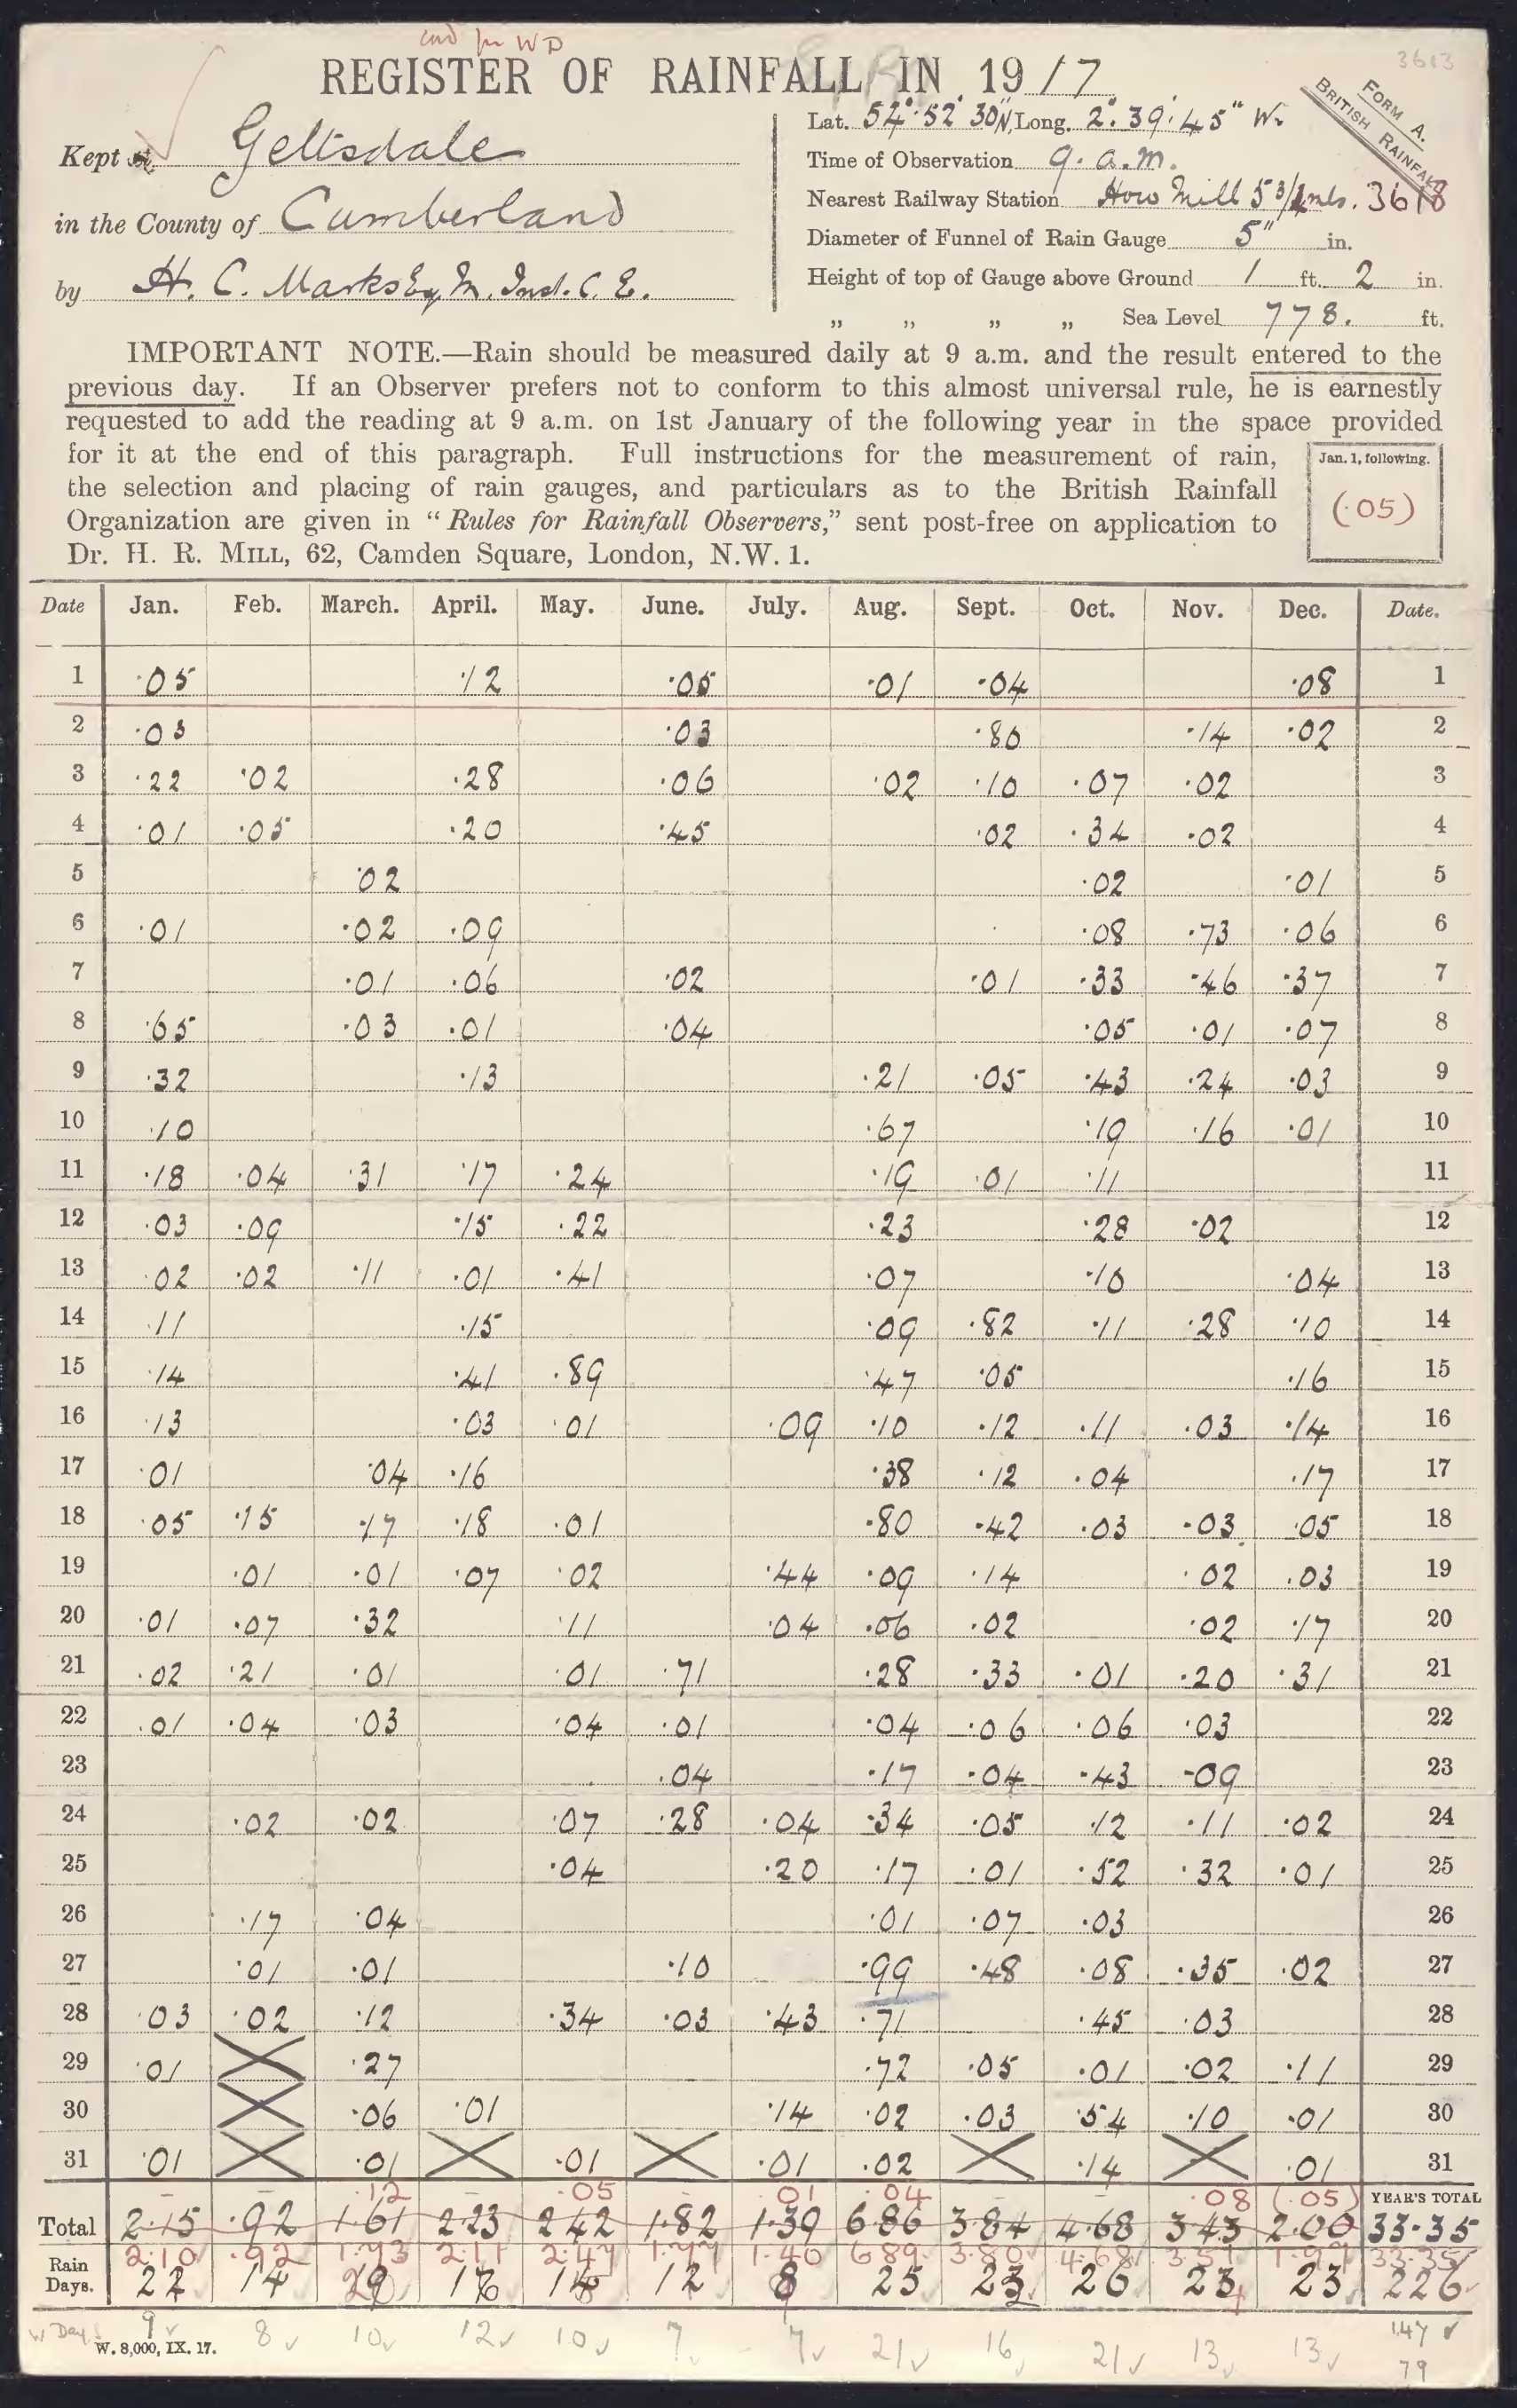 3613
REGISTER OF RAINFALL IN 1917
FORM A.
BRITISH RAINFALL
Kept at Geltsdale
in the County of Cumberland
by H. C. Marks Esq, M. Inst. C. E.
Lat. 54°.52' 30" N, Long. 2°. 39'. 45" W.
Time of Observation 9. a.m.
Nearest Railway Station How Mill 5 3/4 mls. 3618
Diameter of Funnel of Rain Gauge 5" in.
Height of top of Gauge above Ground 1 ft. 2 in.
„ „ „ „ Sea Level 778. ft.
IMPORTANT NOTE.—Rain should be measured daily at 9 a.m. and the result entered to the
previous day. If an Observer prefers not to conform to this almost universal rule, he is earnestly
requested to add the reading at 9 a.m. on 1st January of the following year in the space provided
for it at the end of this paragraph. Full instructions for the measurement of rain,
the selection and placing of rain gauges, and particulars as to the British Rainfall
Organization are given in "Rules for Rainfall Observers," sent post-free on application to
Dr. H. R. MILL, 62, Camden Square, London, N.W. 1.
Jan. 1, following.
(.05)
Date Jan. Feb. March. April. May. June. July. Aug. Sept. Oct. Nov. Dec. Date.
1 .05 .12 .05 .01 .04 .08 1
2 .03 .03 .80 .14 .02 2
3 .22 .02 .28 .06 .02 .10 .07 .02 3
4 .01 .05 .20 .45 .02 .34 .02 4
5 .02 .02 .01 5
6 .01 .02 .09 .08 .73 .06 6
7 .01 .06 .02 .01 .33 .46 .37 7
8 .65 .03 .01 .04 .05 .01 .07 8
9 .32 .13 .21 .05 .43 .24 .03 9
10 .10 .67 .19 .16 .01 10
11 .18 .04 .31 .17 .24 .19 .01 .11 11
12 .03 .09 .15 .22 .23 .28 .02 12
13 .02 .02 .11 .01 .41 .07 .10 .04 13
14 .11 .15 .09 .82 .11 .28 .10 14
15 .14 .41 .89 .47 .05 .16 15
16 .13 .03 .01 .09 .10 .12 .11 .03 .14 16
17 .01 .04 .16 .38 .12 .04 .17 17
18 .05 .15 .17 .18 .01 .80 .42 .03 .03 .05 18
19 .01 .01 .07 .02 .44 .09 .14 .02 .03 19
20 .01 .07 .32 .11 .04 .06 .02 .02 .17 20
21 .02 .21 .01 .01 .71 .28 .33 .01 .20 .31 21
22 .01 .04 .03 .04 .01 .04 .06 .06 .03 22
23 .04 .17 .04 .43 .09 23
24 .02 .02 .07 .28 .04 .34 .05 .12 .11 .02 24
25 .04 .20 .17 .01 .52 .32 .01 25
26 .17 .04 .01 .07 .03 26
27 .01 .01 .10 .99 .48 .08 .35 .02 27
28 .03 .02 .12 .34 .03 .43 .71 .45 .03 28
29 .01 .27 .72 .05 .01 .02 .11 29
30 .06 .01 .14 .02 .03 .54 .10 .01 30
31 .01 .01 .01 .01 .02 .14 .01 31
.12 .05 .01 .04 .08 (.05) YEAR'S TOTAL
Total 2.15 .92 1.61 2.23 2.42 1.82 1.39 6.86 3.84 4.68 3.43 2.00 33.35
2.10 .92 1.73 2.11 2.47 1.77 1.40 6.89 3.80 4.68 3.51 1.97 33.35
Rain Days. 22 14 12 8 25 26 23 226
W Days 9 8 10 12 10 7 7 21 16 21 13 13 147
W. 8,000, IX. 17.
79